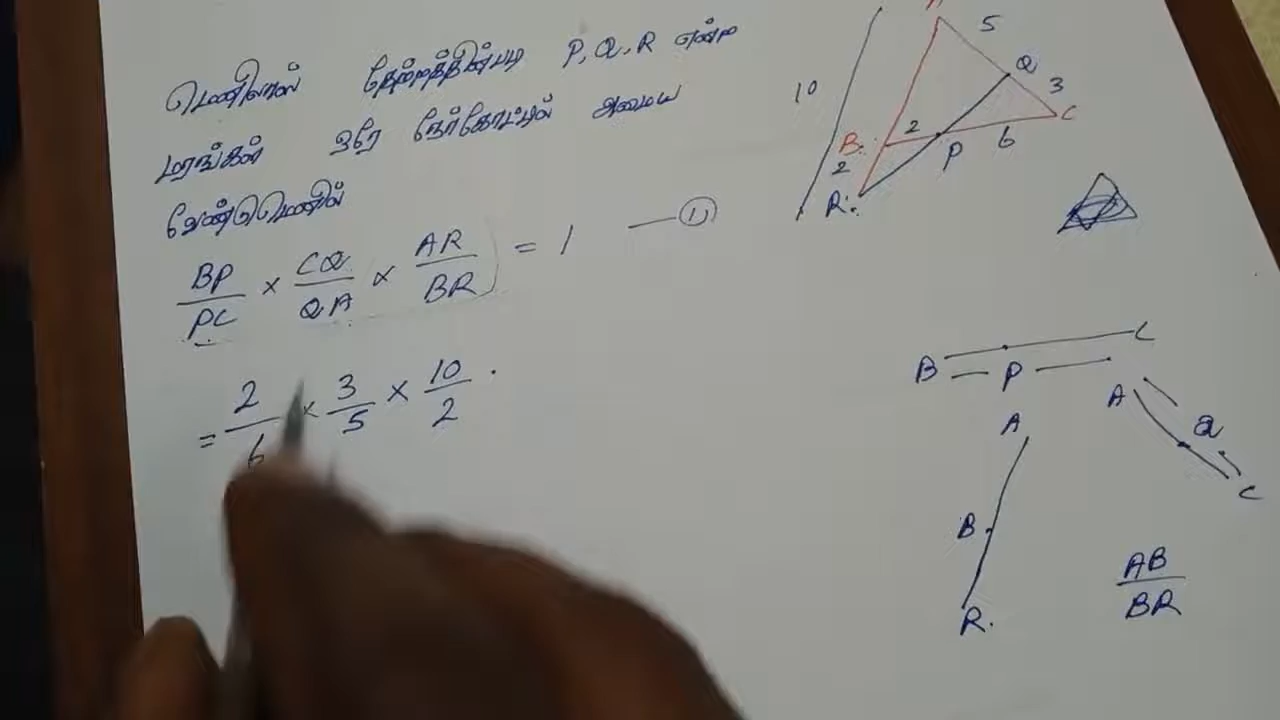 மெனிலாஸ் தேற்றத்தின்படி P, Q, R என்ற
மரங்கள் ஒரே நேர்கோட்டில் அமைய
வேண்டுமெனில்
BP/PC × CQ/QA × AR/BR = 1 — (1)
= 2/6 × 3/5 × 10/2 .
A
5
Q
3
C
10
B
2
P
6
2
R
B C
B — P — C
A
Q
C
A
B
R.
AB/BR